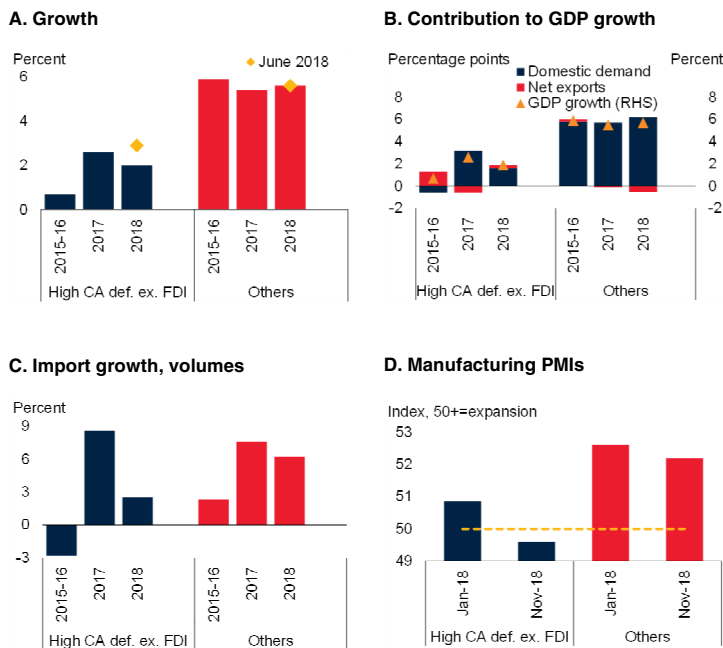 A. Growth
Percent
June 2018
6
4
2
0
2015-16
2017
2018
2015-16
2017
2018
High CA def. ex. FDI
Others
B. Contribution to GDP growth
Percentage points
Percent
Domestic demand
Net exports
GDP growth (RHS)
8
6
4
2
0
-2
8
6
4
2
0
-2
2015-16
2017
2018
2015-16
2017
2018
High CA def. ex. FDI
Others
C. Import growth, volumes
Percent
9
6
3
0
-3
2015-16
2017
2018
2015-16
2017
2018
High CA def. ex. FDI
Others
D. Manufacturing PMIs
Index, 50+=expansion
53
52
51
50
49
Jan-18
Nov-18
Jan-18
Nov-18
High CA def. ex. FDI
Others